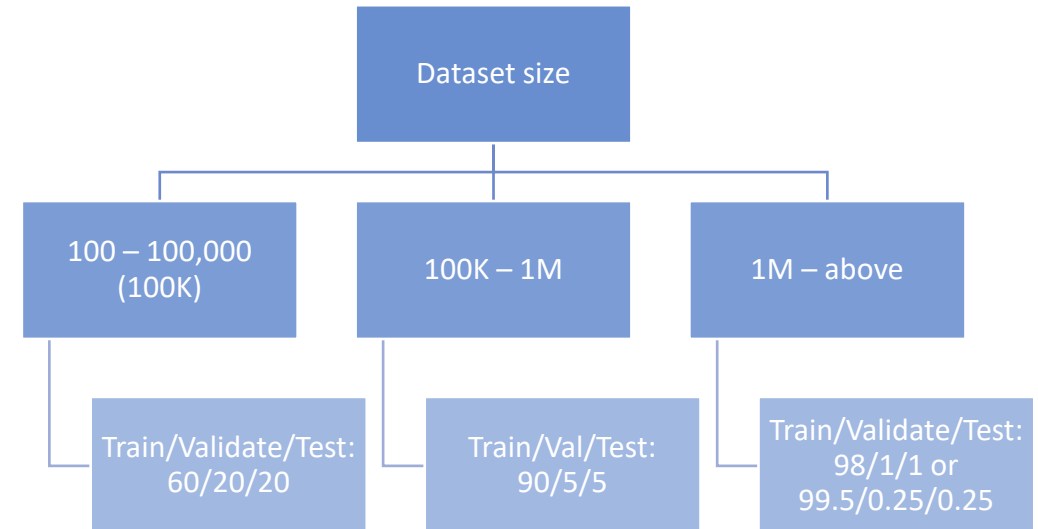 Dataset size
100 – 100,000
(100K)
100K – 1M
1M – above
Train/Validate/Test:
60/20/20
Train/Val/Test:
90/5/5
Train/Validate/Test:
98/1/1 or
99.5/0.25/0.25